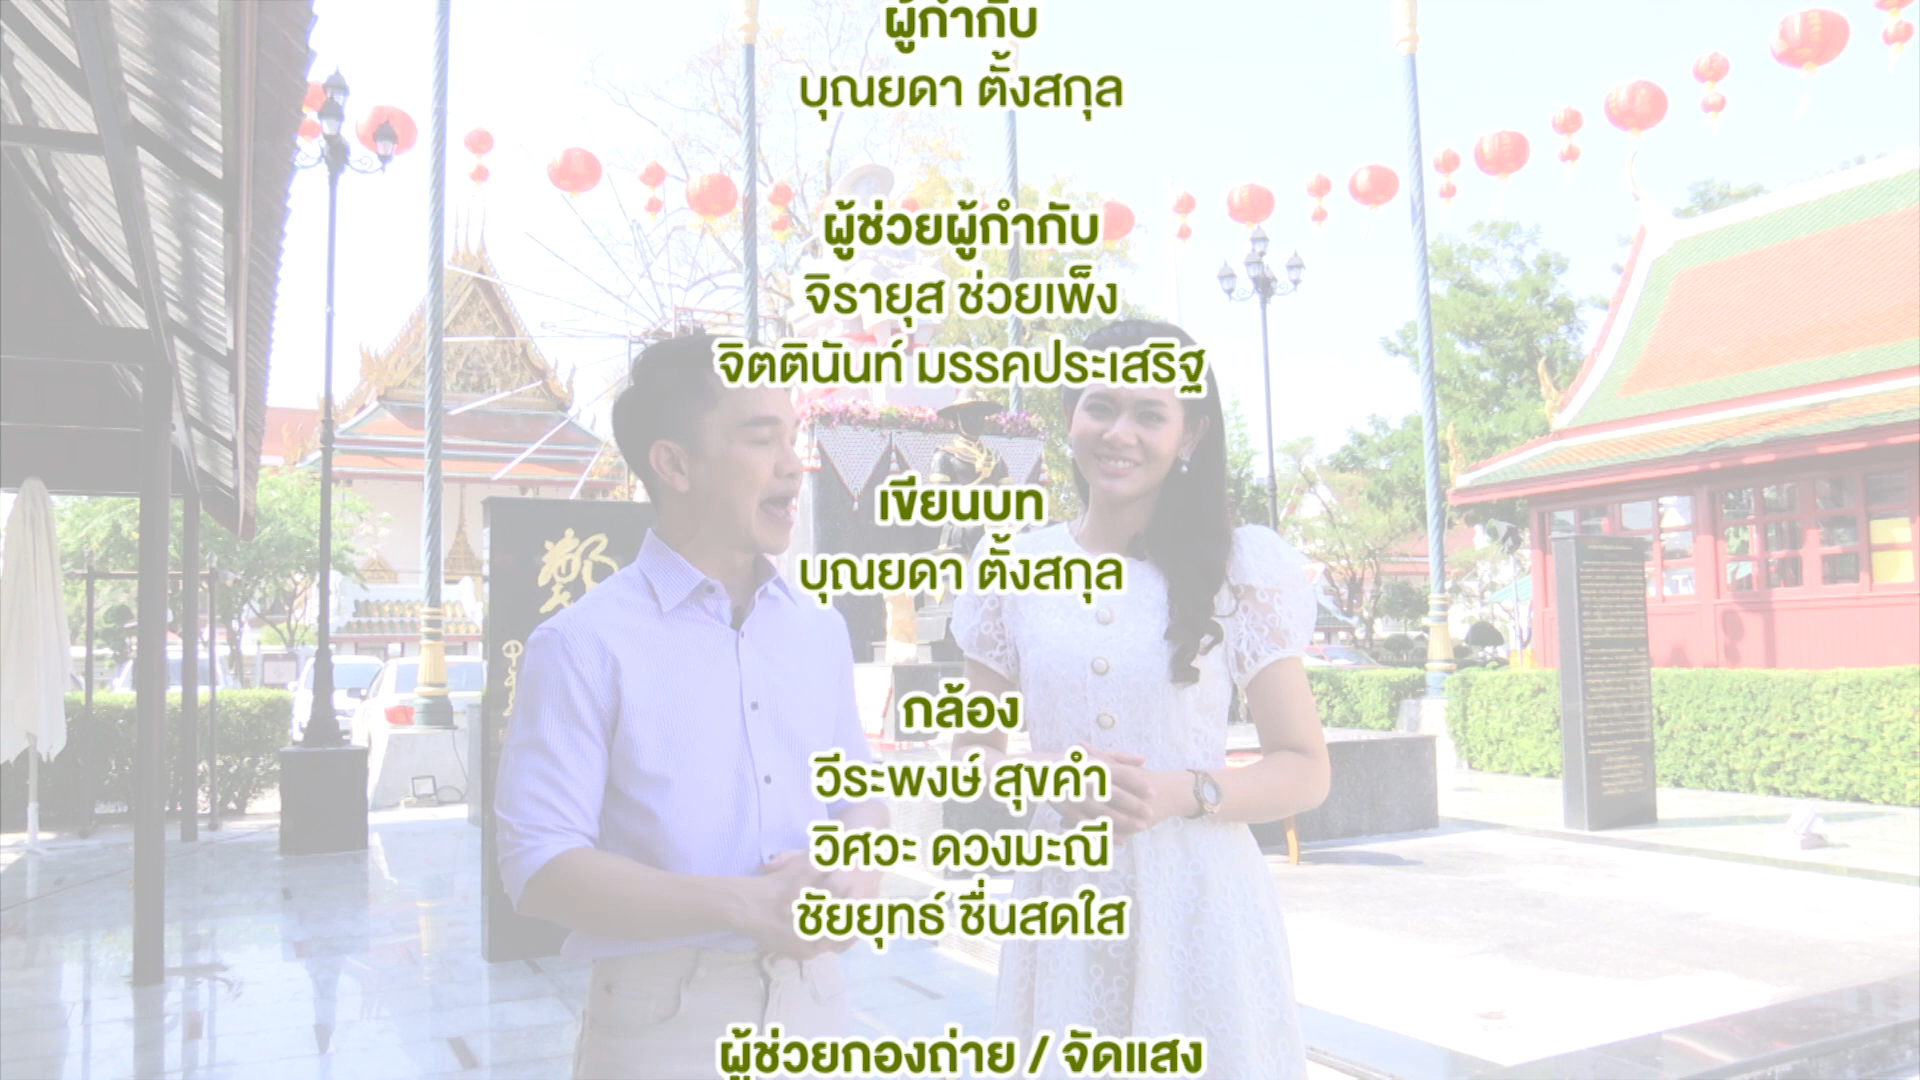 ผู้กำกับ
บุณยดา ตั้งสกุล
ผู้ช่วยผู้กำกับ
จิรายุส ช่วยเพ็ง
จิตตินันท์ มรรคประเสริฐ
เขียนบท
บุณยดา ตั้งสกุล
กล้อง
วีระพงษ์ สุขคำ
วิศวะ ดวงมะณี
ชัยยุทธ์ ชื่นสดใส
ผู้ช่วยกองถ่าย / จัดแสง
鄭